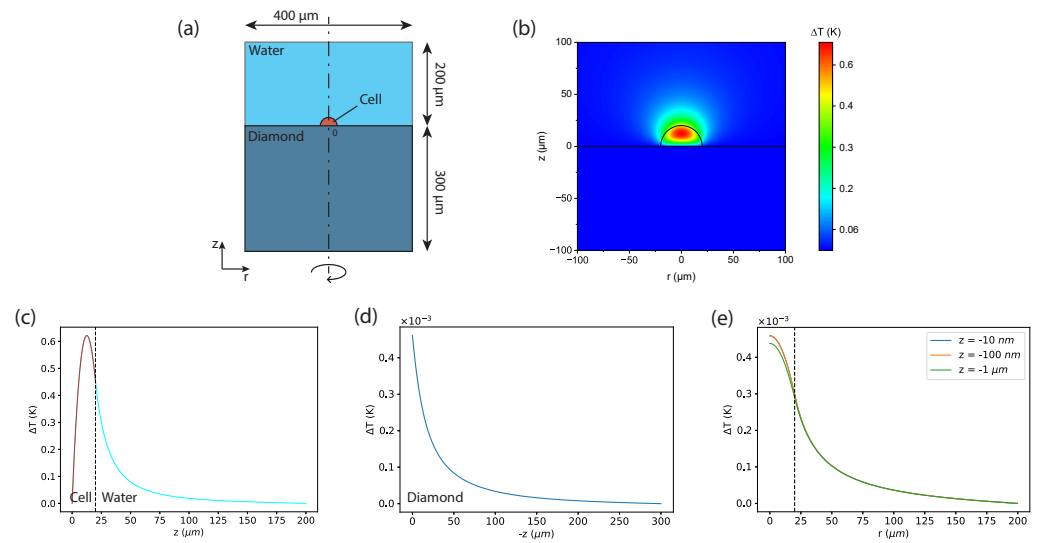 (a)
400 µm
Water
Cell
0
Diamond
200 µm
300 µm
z
r
(b)
ΔT (K)
100
50
0
-50
-100
z (µm)
-100
-50
0
50
100
r (µm)
0.6
0.5
0.4
0.3
0.2
0.06
(c)
0.6
0.5
0.4
0.3
0.2
0.1
0.0
ΔT (K)
Cell
Water
0
25
50
75
100
125
150
175
200
z (µm)
(d)
×10⁻³
0.4
0.3
0.2
0.1
0.0
ΔT (K)
Diamond
0
50
100
150
200
250
300
-z (µm)
(e)
×10⁻³
0.4
0.3
0.2
0.1
0.0
ΔT (K)
z = -10 nm
z = -100 nm
z = -1 µm
0
25
50
75
100
125
150
175
200
r (µm)